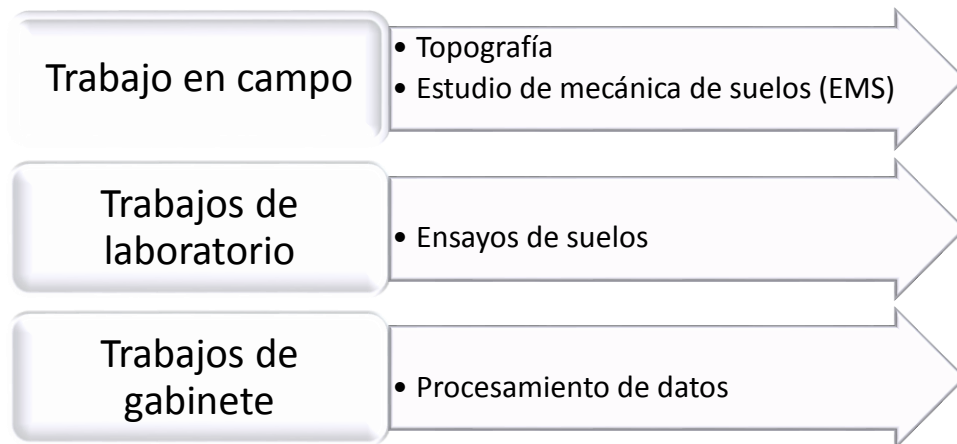 Trabajo en campo
• Topografía
• Estudio de mecánica de suelos (EMS)
Trabajos de
laboratorio
• Ensayos de suelos
Trabajos de
gabinete
• Procesamiento de datos